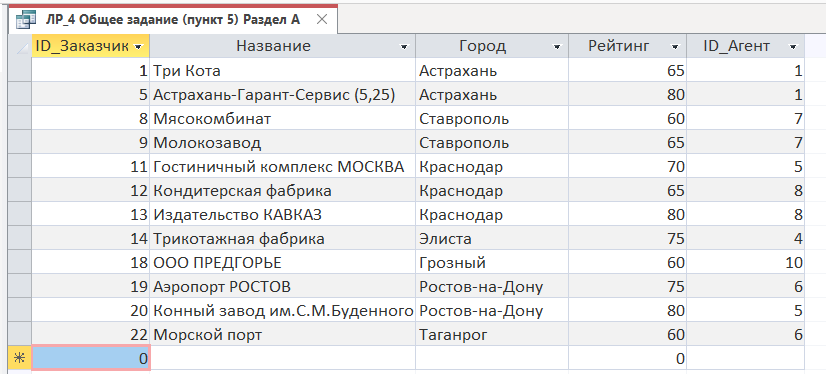 ЛР_4 Общее задание (пункт 5) Раздел А
ID_Заказчик Название Город Рейтинг ID_Агент
1 Три Кота Астрахань 65 1
5 Астрахань-Гарант-Сервис (5,25) Астрахань 80 1
8 Мясокомбинат Ставрополь 60 7
9 Молокозавод Ставрополь 65 7
11 Гостиничный комплекс МОСКВА Краснодар 70 5
12 Кондитерская фабрика Краснодар 65 8
13 Издательство КАВКАЗ Краснодар 80 8
14 Трикотажная фабрика Элиста 75 4
18 ООО ПРЕДГОРЬЕ Грозный 60 10
19 Аэропорт РОСТОВ Ростов-на-Дону 75 6
20 Конный завод им.С.М.Буденного Ростов-на-Дону 80 5
22 Морской порт Таганрог 60 6
0 0